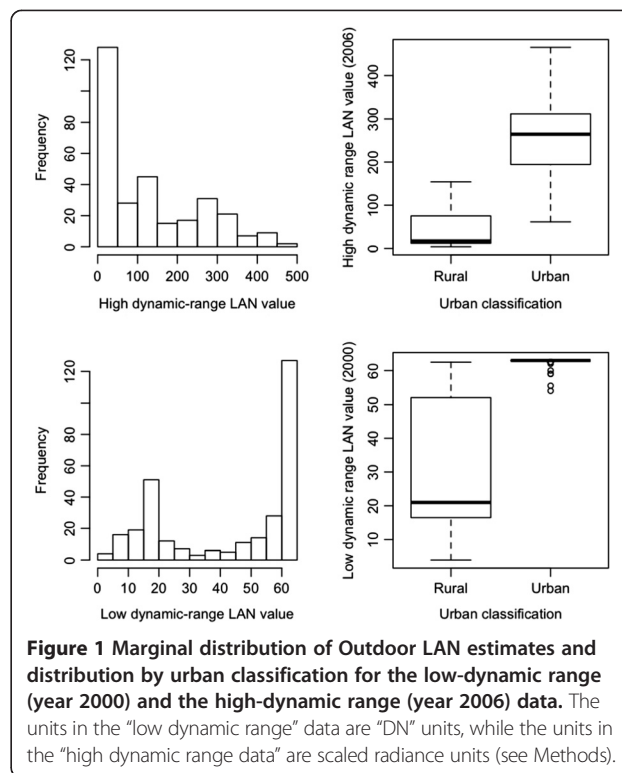 120
80
60
40
20
0
Frequency
0 100 200 300 400 500
High dynamic-range LAN value
400
300
200
100
0
High dynamic range LAN value (2006)
Rural Urban
Urban classification
120
80
60
40
20
0
Frequency
0 10 20 30 40 50 60
Low dynamic-range LAN value
60
50
40
30
20
10
Low dynamic range LAN value (2000)
Rural Urban
Urban classification
Figure 1 Marginal distribution of Outdoor LAN estimates and
distribution by urban classification for the low-dynamic range
(year 2000) and the high-dynamic range (year 2006) data. The
units in the “low dynamic range” data are “DN” units, while the units in
the “high dynamic range data” are scaled radiance units (see Methods).